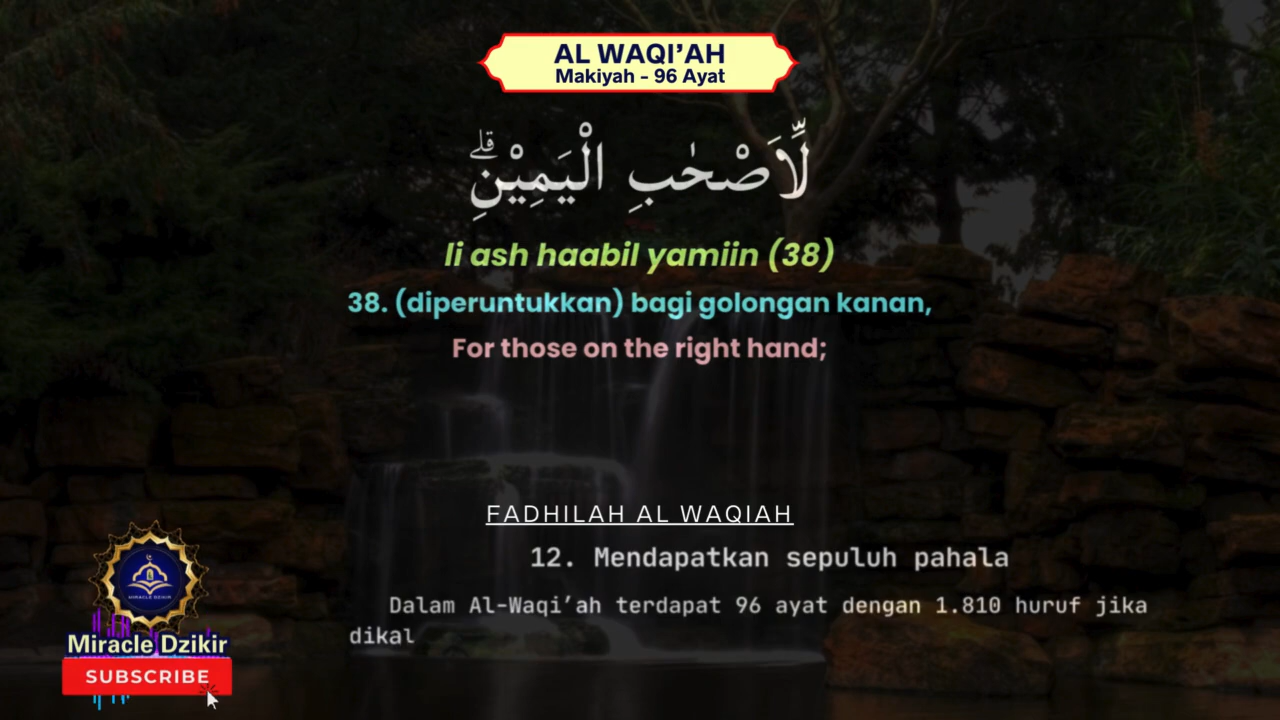 AL WAQI’AH
Makiyah - 96 Ayat
لِّاَصْحٰبِ الْيَمِيْنِۗ
li ash haabil yamiin (38)
38. (diperuntukkan) bagi golongan kanan,
For those on the right hand;
FADHILAH AL WAQIAH
12. Mendapatkan sepuluh pahala
Dalam Al-Waqi’ah terdapat 96 ayat dengan 1.810 huruf jika
dikal
MIRACLE DZIKIR
Miracle Dzikir
SUBSCRIBE